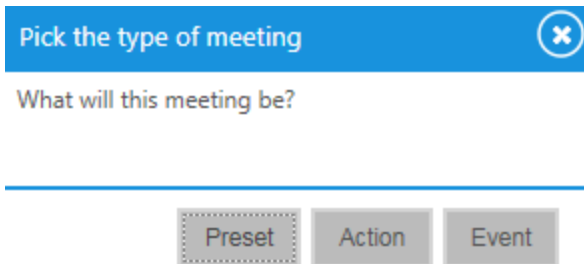 Pick the type of meeting
What will this meeting be?
Preset Action Event